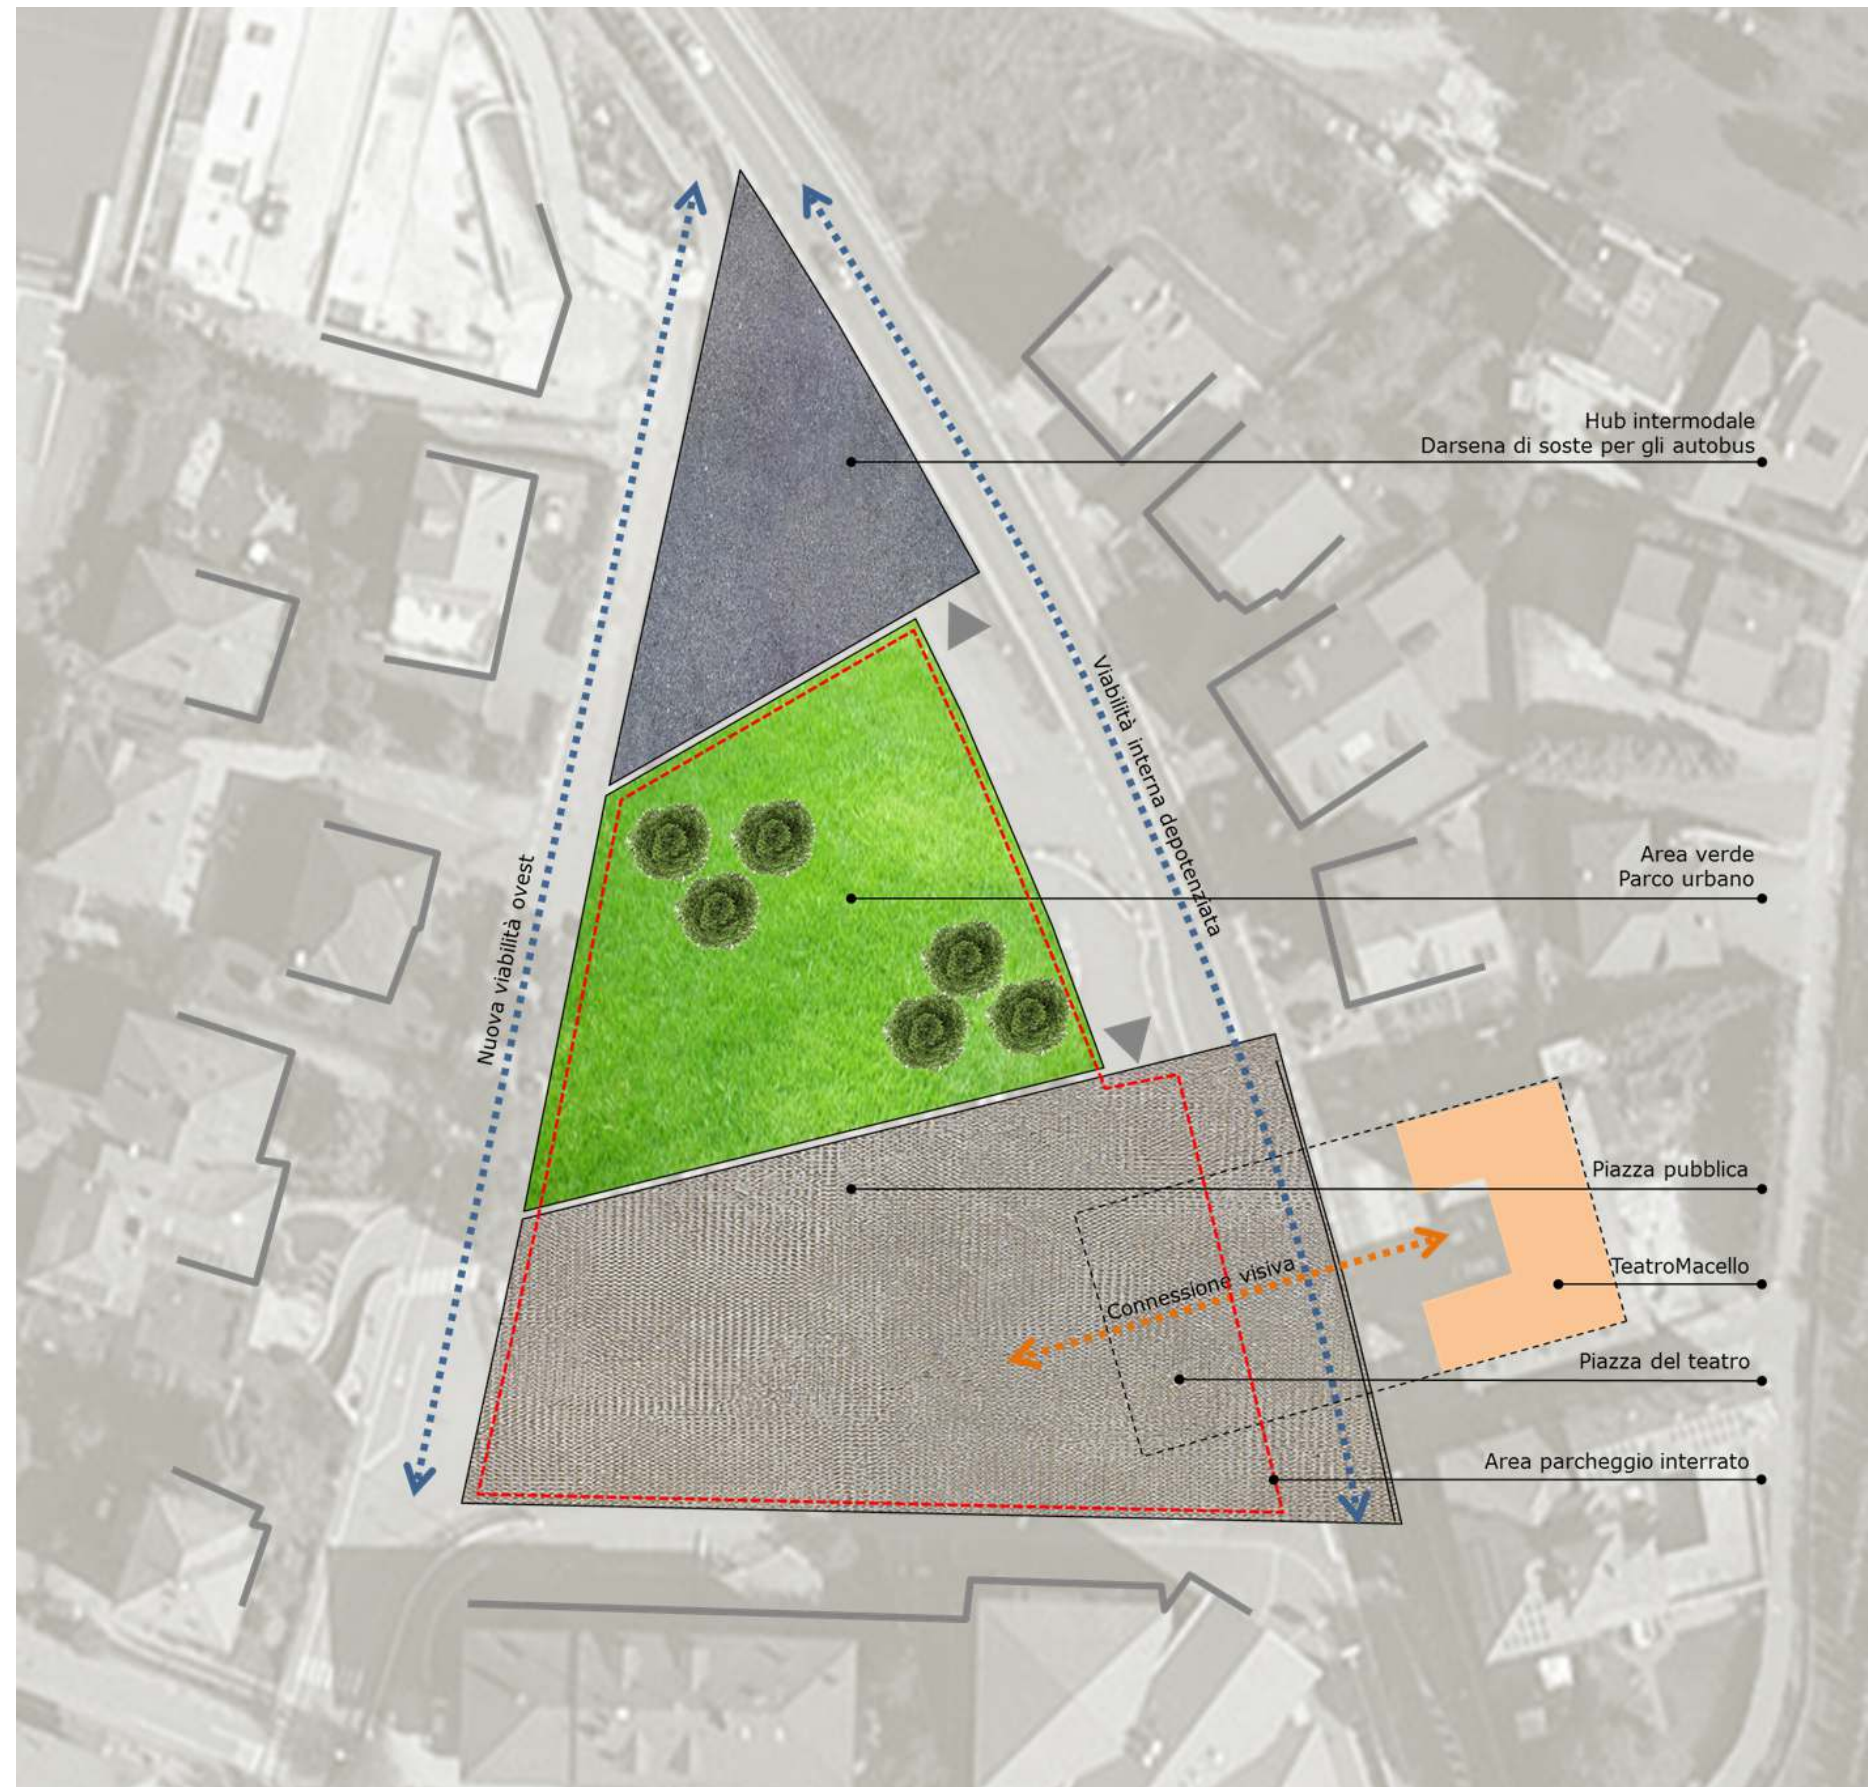 Hub intermodale
Darsena di soste per gli autobus
Viabilità interna depotenziata
Area verde
Parco urbano
Nuova viabilità ovest
Piazza pubblica
TeatroMacello
Connessione visiva
Piazza del teatro
Area parcheggio interrato